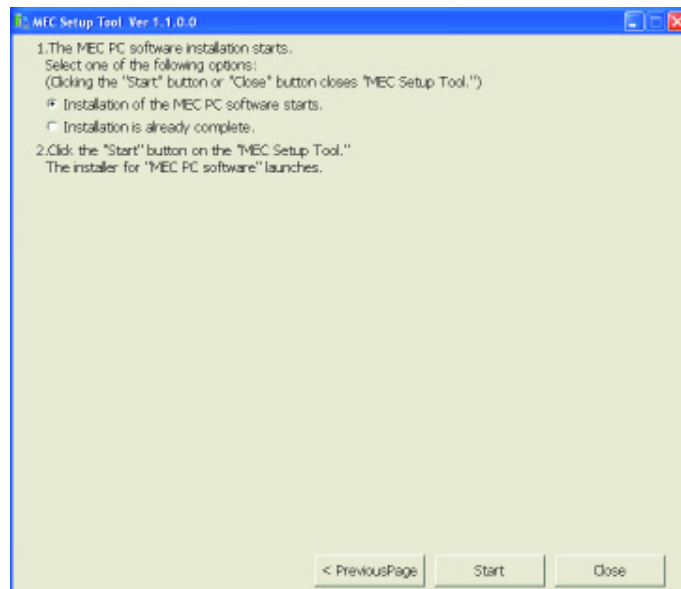 MEC Setup Tool Ver 1.1.0.0
1.The MEC PC software installation starts.
Select one of the following options:
(Clicking the "Start" button or "Close" button closes "MEC Setup Tool.")
Installation of the MEC PC software starts.
Installation is already complete.
2.Click the "Start" button on the "MEC Setup Tool."
The installer for "MEC PC software" launches.
< PreviousPage
Start
Close